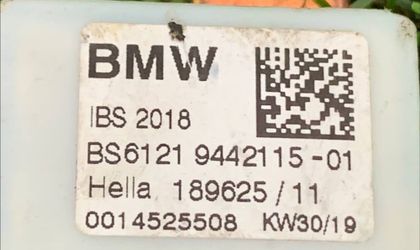 BMW
IBS 2018
BS6121 9442115-01
Hella 189625/11
0014525508 KW30/19